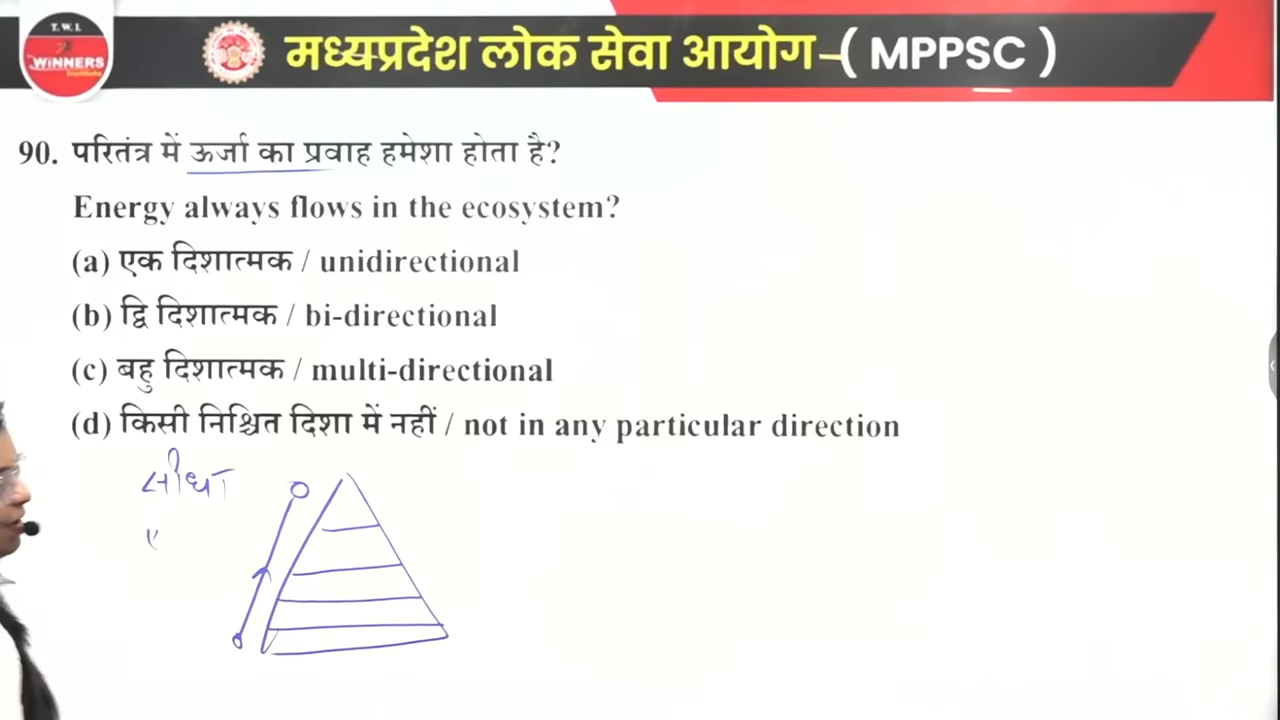 T. W. I.
WiNNERS
मध्यप्रदेश लोक सेवा आयोग–( MPPSC )
90. परितंत्र में ऊर्जा का प्रवाह हमेशा होता है?
Energy always flows in the ecosystem?
(a) एक दिशात्मक / unidirectional
(b) द्वि दिशात्मक / bi-directional
(c) बहु दिशात्मक / multi-directional
(d) किसी निश्चित दिशा में नहीं / not in any particular direction
सीधा